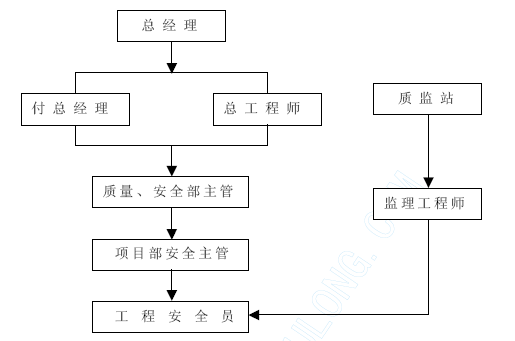 总经理
付总经理
总工程师
质监站
质量、安全部主管
监理工程师
项目部安全主管
工程安全员